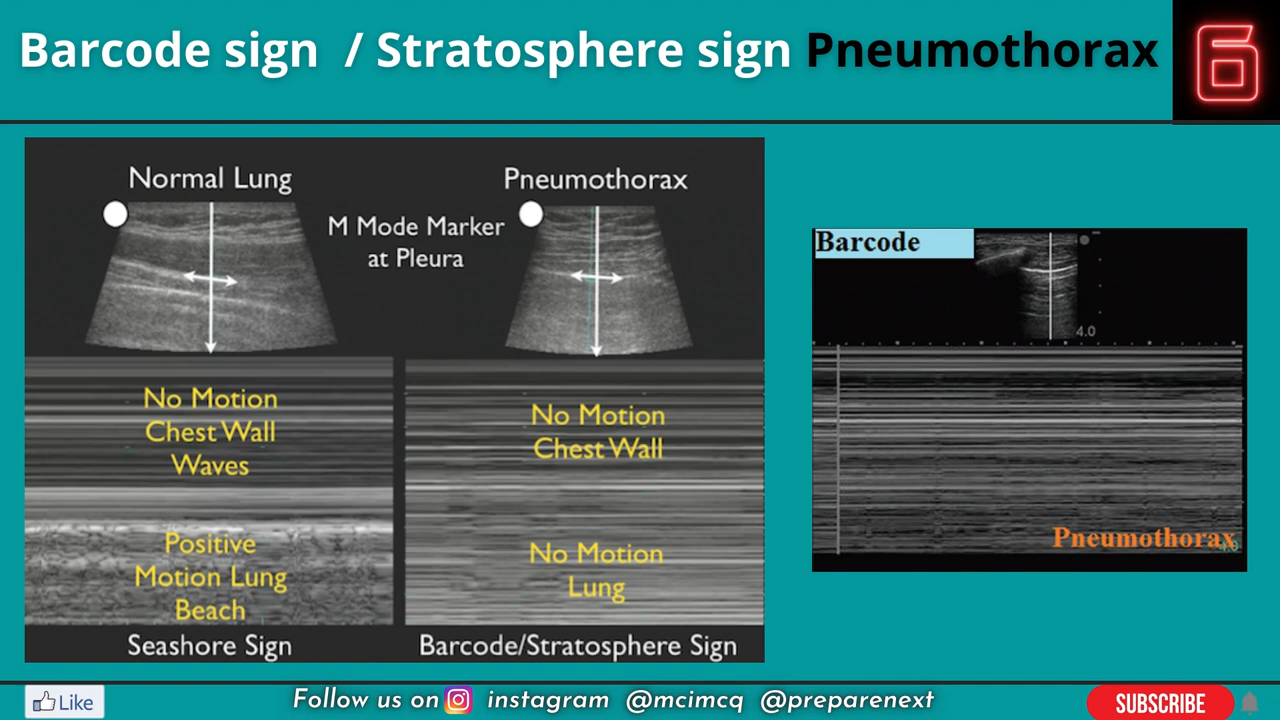 Barcode sign / Stratosphere sign Pneumothorax
6
Normal Lung
Pneumothorax
M Mode Marker
at Pleura
No Motion
Chest Wall
Waves
Positive
Motion Lung
Beach
Seashore Sign
No Motion
Chest Wall
No Motion
Lung
Barcode/Stratosphere Sign
Barcode
4.0
Pneumothorax
Like
Follow us on instagram @mcimcq @preparenext
SUBSCRIBE